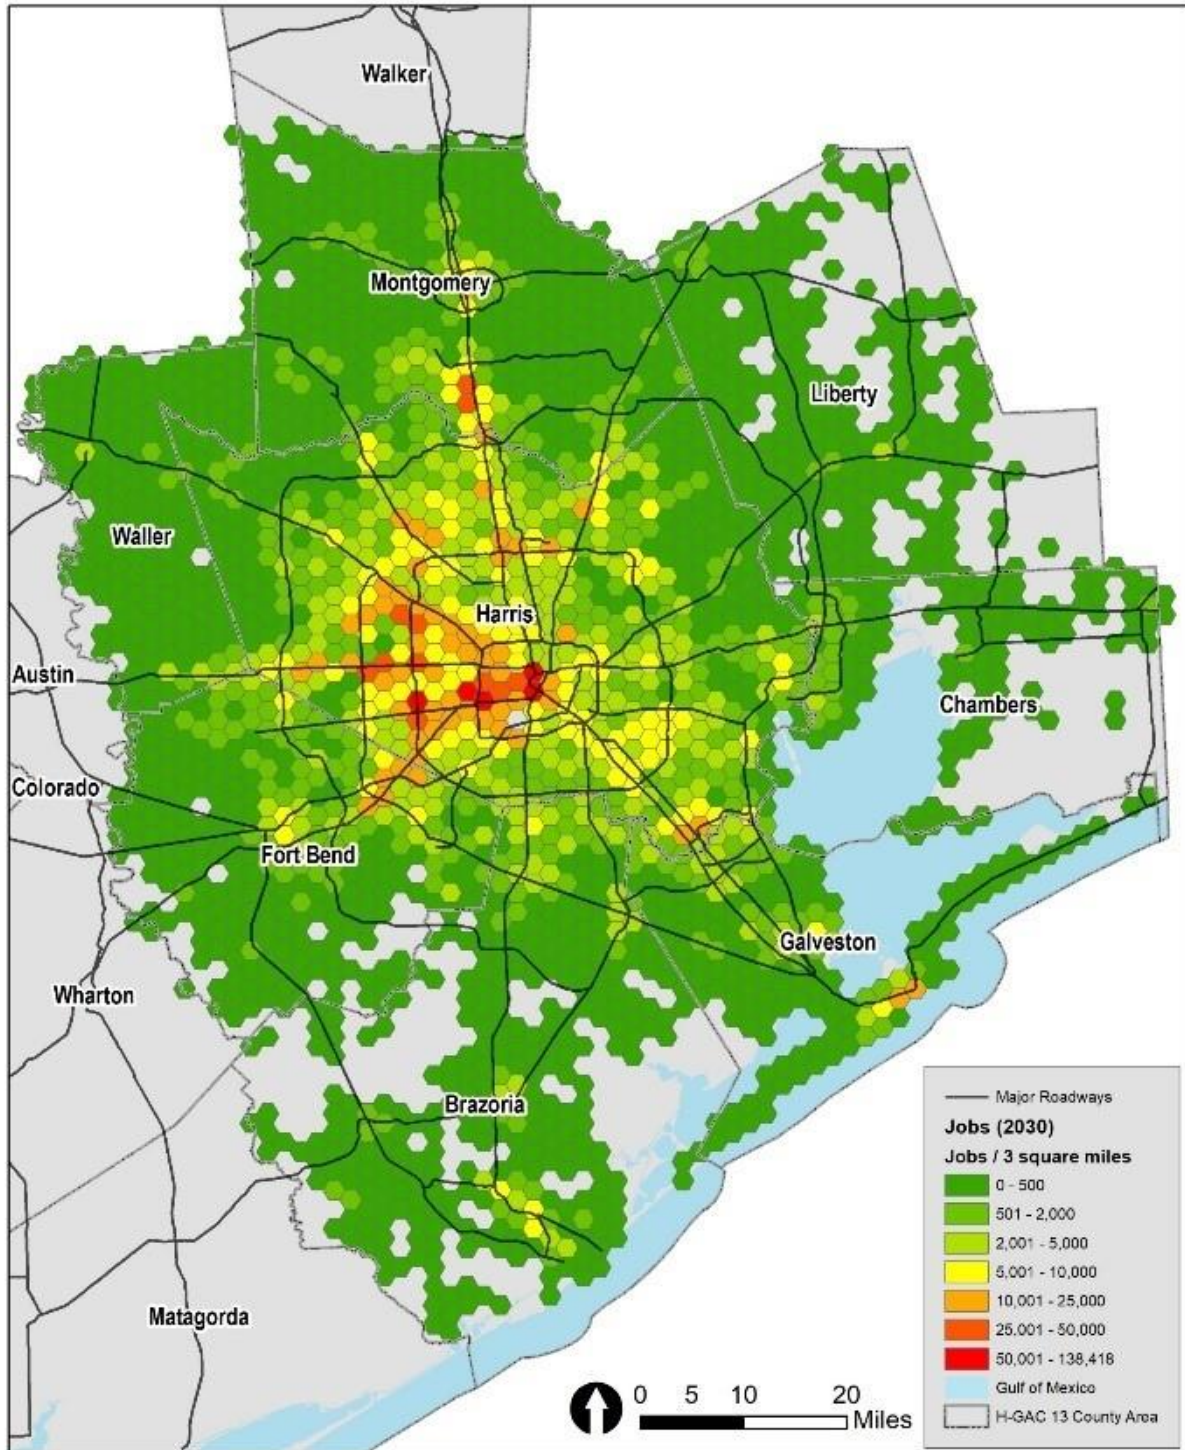 Walker
Montgomery
Liberty
Waller
Harris
Austin
Chambers
Colorado
Fort Bend
Galveston
Wharton
Brazoria
Matagorda
Major Roadways
Jobs (2030)
Jobs / 3 square miles
0 - 500
501 - 2,000
2,001 - 5,000
5,001 - 10,000
10,001 - 25,000
25,001 - 50,000
50,001 - 138,418
Gulf of Mexico
H-GAC 13 County Area
0 5 10 20
Miles